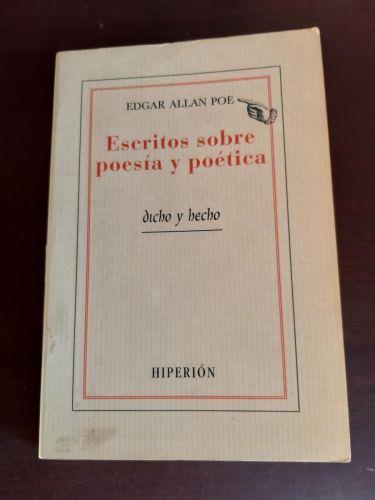 EDGAR ALLAN POE
Escritos sobre
poesía y poética
dicho y hecho
HIPERIÓN